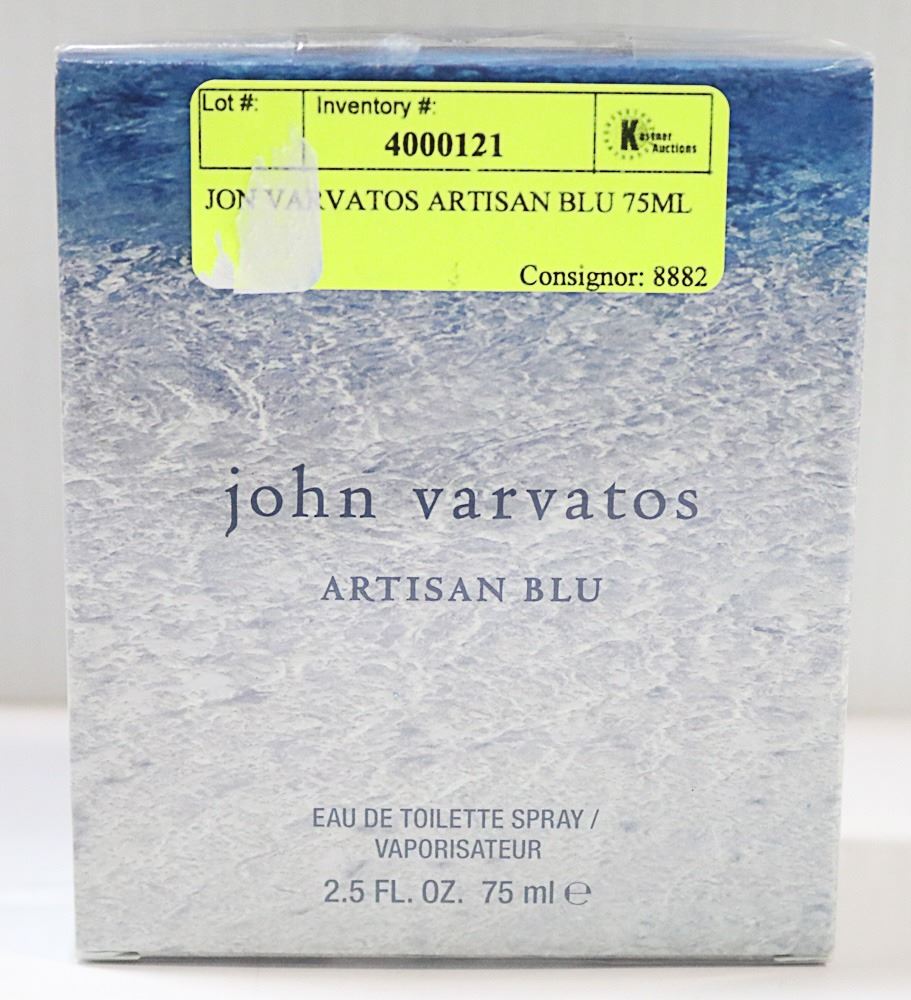 Lot #:
Inventory #:
4000121
Kastner
Auctions
JON VARVATOS ARTISAN BLU 75ML
Consignor: 8882
john varvatos
ARTISAN BLU
EAU DE TOILETTE SPRAY /
VAPORISATEUR
2.5 FL. OZ. 75 ml ℮